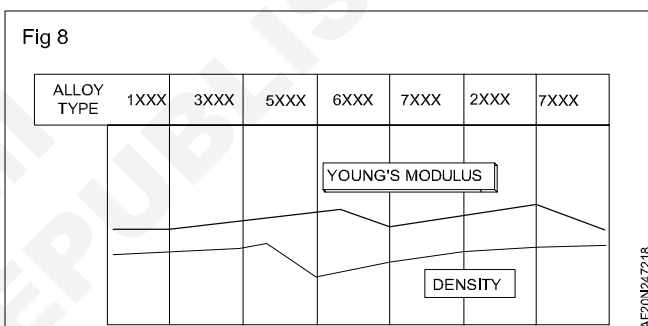 Fig 8
ALLOY TYPE 1XXX 3XXX 5XXX 6XXX 7XXX 2XXX 7XXX
YOUNG'S MODULUS
DENSITY
AF20N247218